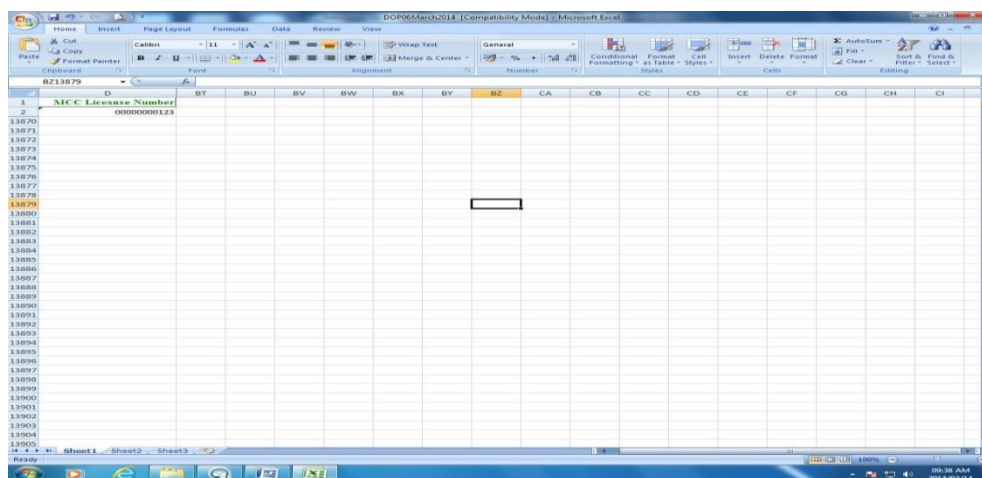 DOP06March2014 [Compatibility Mode] - Microsoft Excel
Home Insert Page Layout Formulas Data Review View
Cut
Copy
Format Painter
Paste
Clipboard
Calibri 11 A A
B I U A
Font
Wrap Text
Merge & Center
Alignment
General
%
Number
Conditional Formatting
Format as Table
Cell Styles
Styles
Insert Delete Format
Cells
AutoSum
Fill
Clear
Sort & Filter
Find & Select
Editing
BZ13879 fx
D BT BU BV BW BX BY BZ CA CB CC CD CE CF CG CH CI
1 MCC Licesnse Number
2 00000000123
13870
13871
13872
13873
13874
13875
13876
13877
13878
13879
13880
13881
13882
13883
13884
13885
13886
13887
13888
13889
13890
13891
13892
13893
13894
13895
13896
13897
13898
13899
13900
13901
13902
13903
13904
13905
Sheet1 Sheet2 Sheet3
Ready 100%
09:38 AM